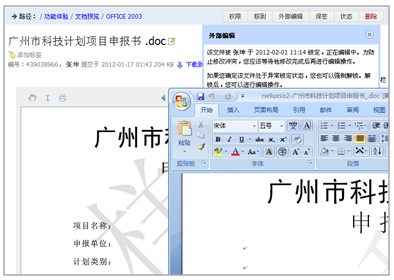 路径： / 功能体验 / 文档预览 / OFFICE 2003
权限 移到 外部编辑 保密 状态 删除
广州市科技计划项目申报书 .doc
添加标签
编号：439038966，张坤 提交于 2012-01-17 01:43 204 KB 下载到
外部编辑
该文件被 张坤 于 2012-02-01 11:14 锁定，正在编辑中。为防
止修改冲突，您应该等待他修改完成后再进行编辑操作。
如果您确定该文件处于异常锁定状态，您也可以强制解锁。解
锁后，您可以进行编辑操作。
广州市科
申
样
项目名称：
申报单位：
计划类别：
广州市科技计划项目申报书_.doc
开始 插入 页面布局 引用 邮件 审阅 视图
粘贴
宋体 五号
剪贴板 字体 段落
广州市科技
申 报